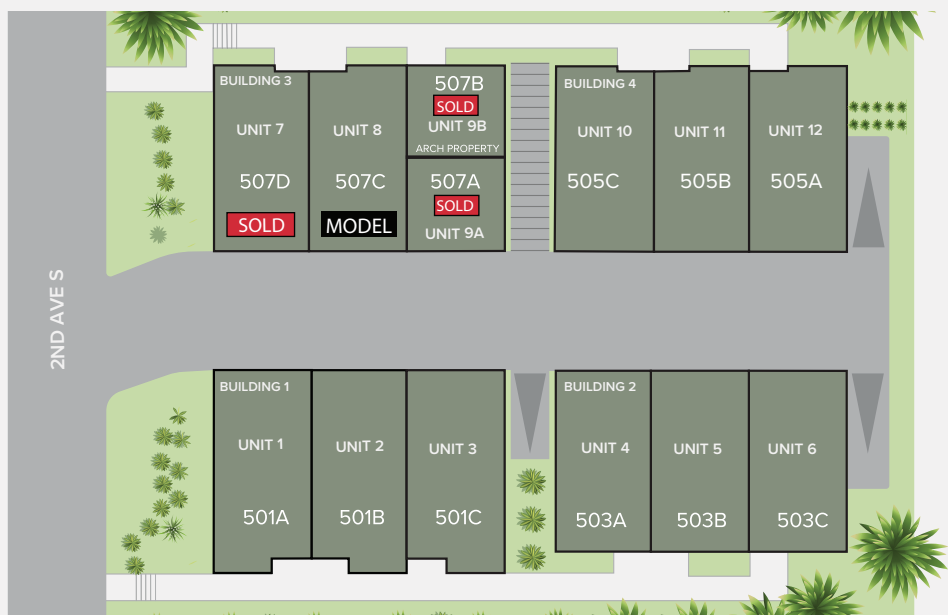 2ND AVE S
BUILDING 3
UNIT 7
507D
SOLD
UNIT 8
507C
MODEL
507B
SOLD
UNIT 9B
ARCH PROPERTY
507A
SOLD
UNIT 9A
BUILDING 4
UNIT 10
505C
UNIT 11
505B
UNIT 12
505A
BUILDING 1
UNIT 1
501A
UNIT 2
501B
UNIT 3
501C
BUILDING 2
UNIT 4
503A
UNIT 5
503B
UNIT 6
503C